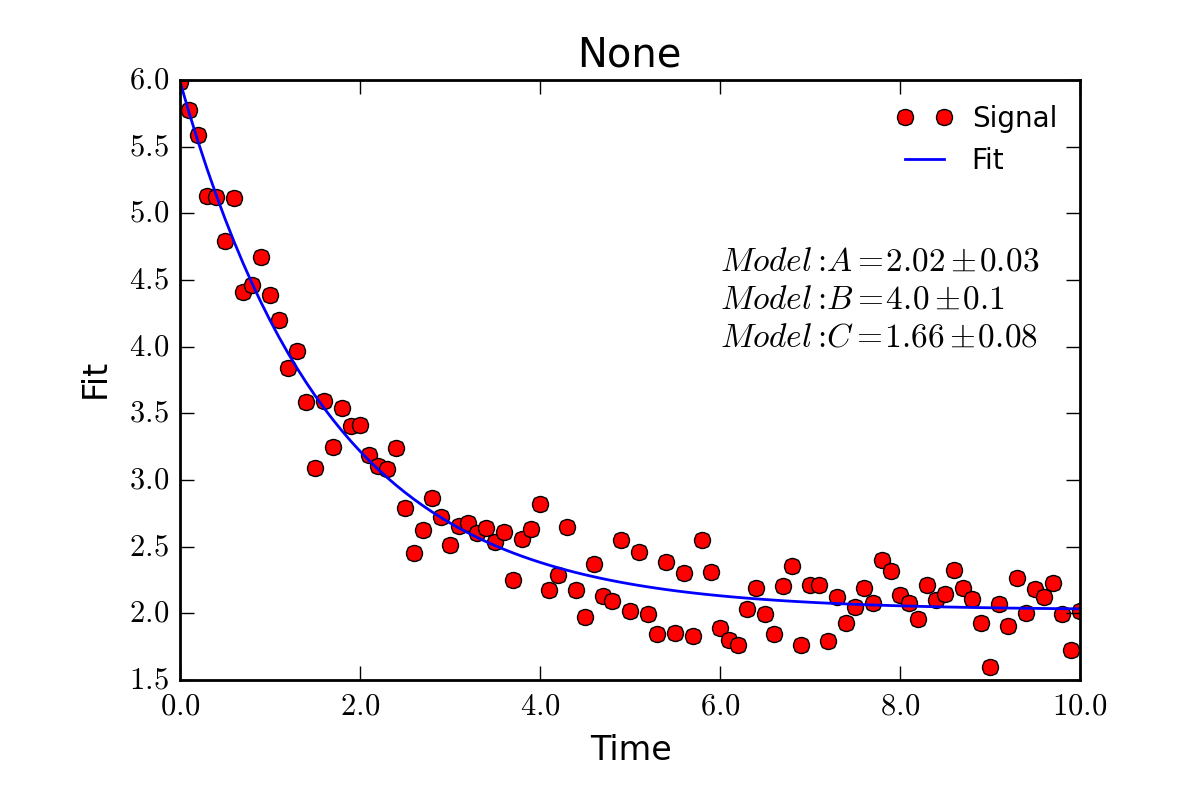 None
6.0
5.5
5.0
4.5
4.0
3.5
3.0
2.5
2.0
1.5
0.0 2.0 4.0 6.0 8.0 10.0
Fit
Time
Signal
Fit
Model:A=2.02±0.03
Model:B=4.0±0.1
Model:C=1.66±0.08